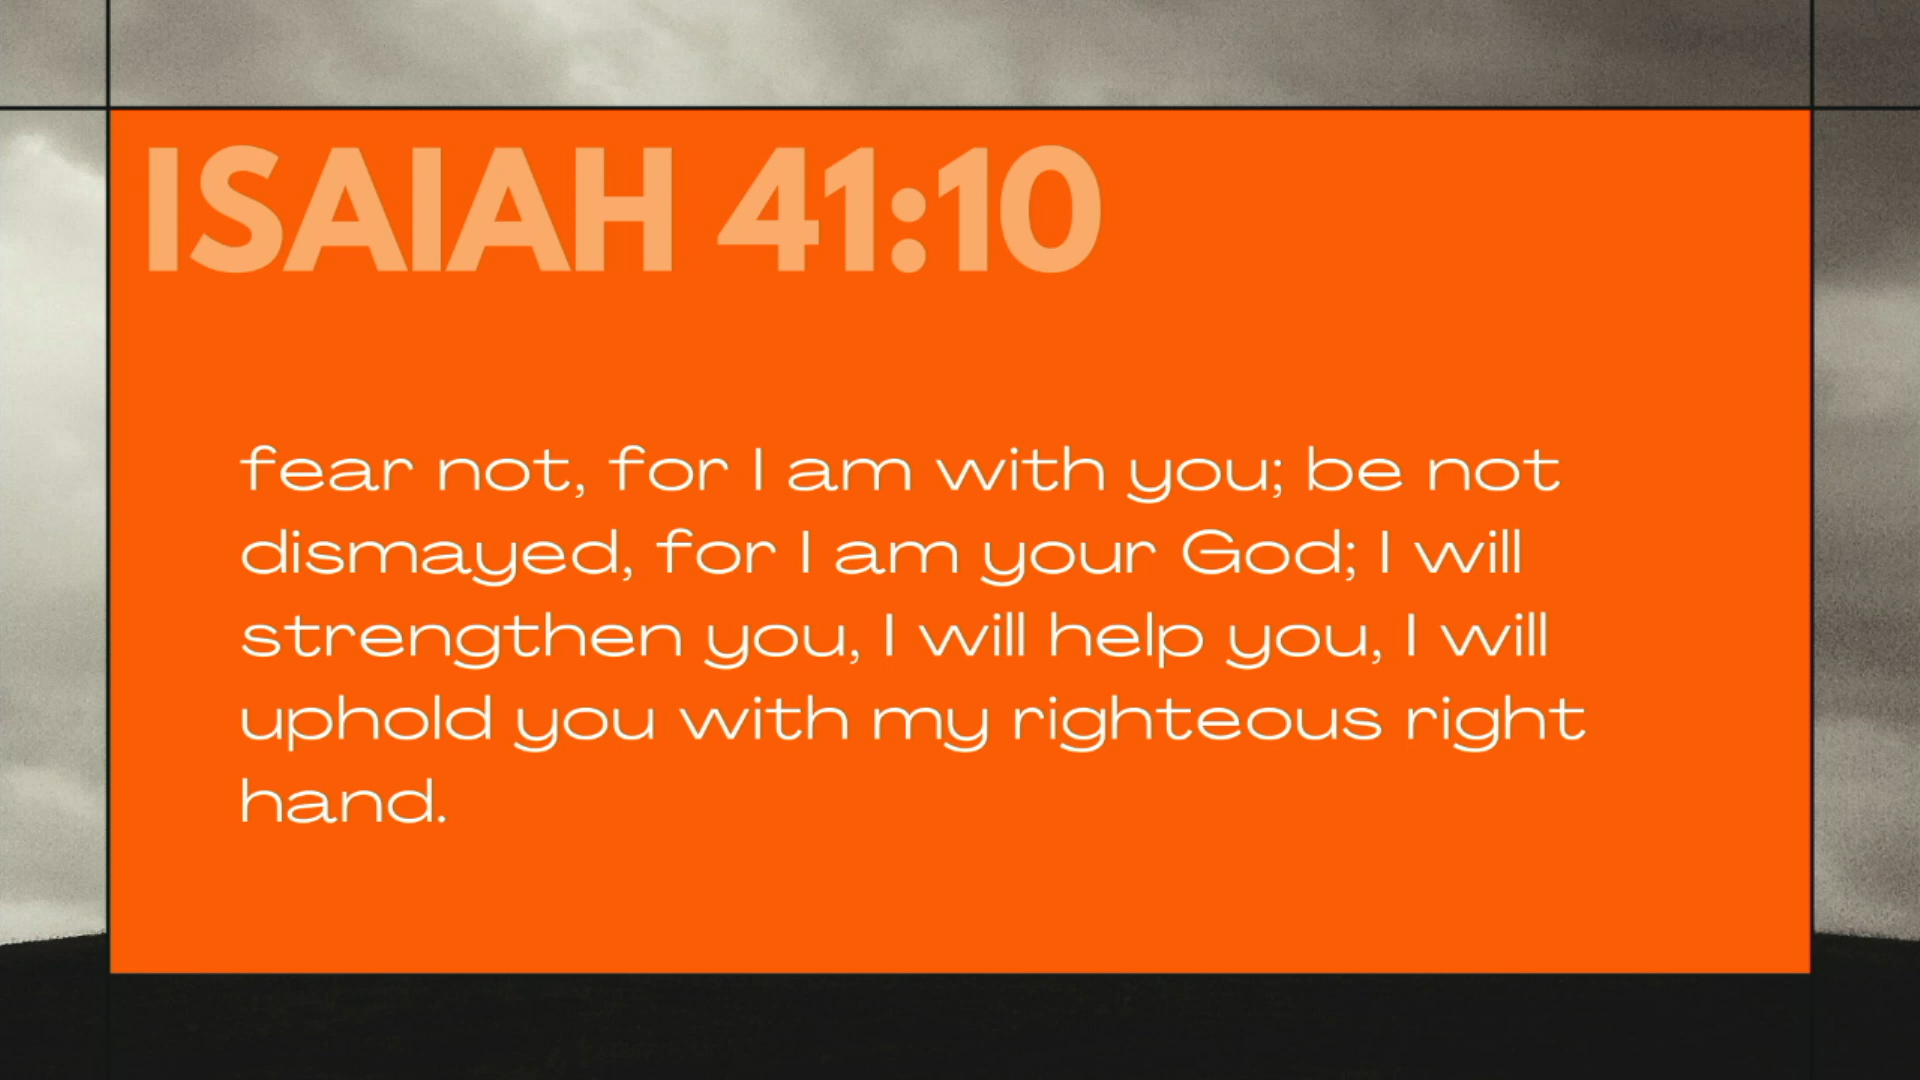 ISAIAH 41:10
fear not, for I am with you; be not
dismayed, for I am your God; I will
strengthen you, I will help you, I will
uphold you with my righteous right
hand.